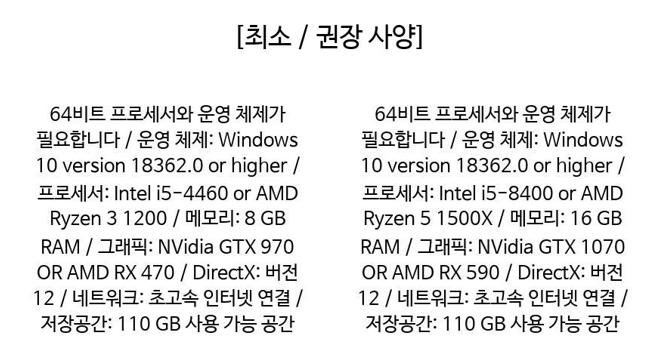 [최소 / 권장 사양]
64비트 프로세서와 운영 체제가
필요합니다 / 운영 체제: Windows
10 version 18362.0 or higher /
프로세서: Intel i5-4460 or AMD
Ryzen 3 1200 / 메모리: 8 GB
RAM / 그래픽: NVidia GTX 970
OR AMD RX 470 / DirectX: 버전
12 / 네트워크: 초고속 인터넷 연결 /
저장공간: 110 GB 사용 가능 공간
64비트 프로세서와 운영 체제가
필요합니다 / 운영 체제: Windows
10 version 18362.0 or higher /
프로세서: Intel i5-8400 or AMD
Ryzen 5 1500X / 메모리: 16 GB
RAM / 그래픽: NVidia GTX 1070
OR AMD RX 590 / DirectX: 버전
12 / 네트워크: 초고속 인터넷 연결 /
저장공간: 110 GB 사용 가능 공간